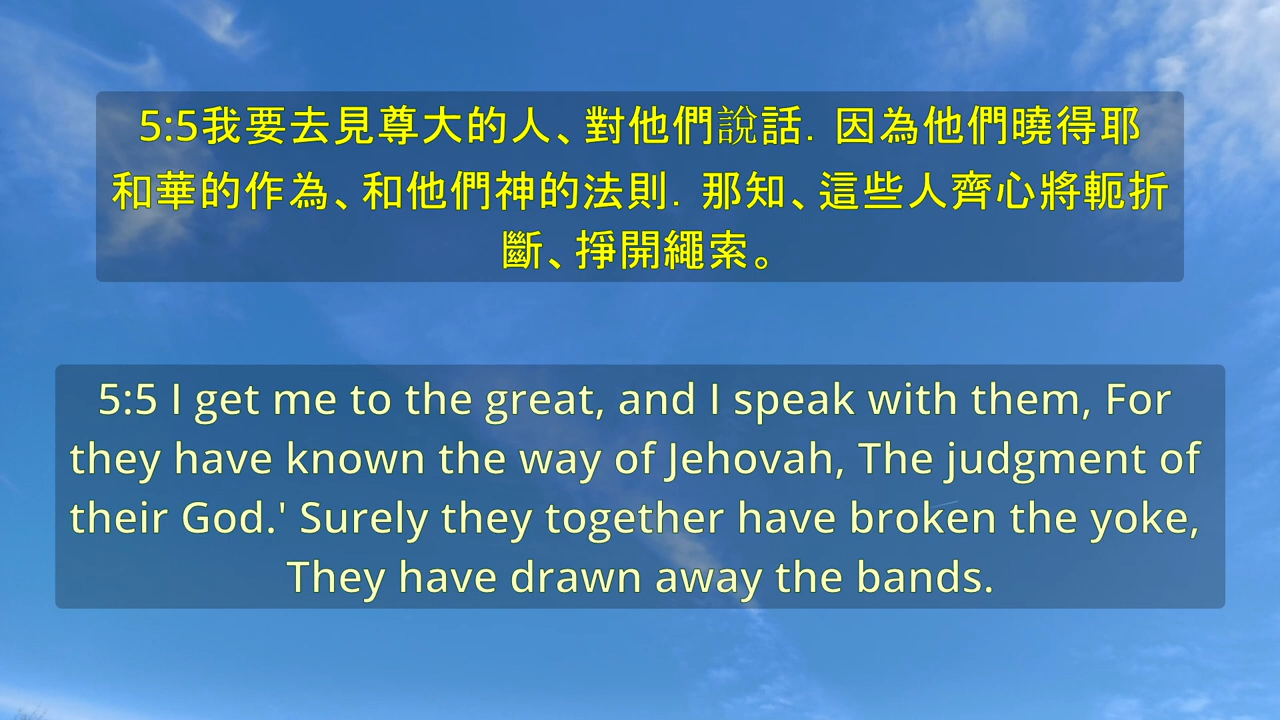 5:5我要去見尊大的人、對他們說話．因為他們曉得耶
和華的作為、和他們神的法則．那知、這些人齊心將軛折
斷、掙開繩索。
5:5 I get me to the great, and I speak with them, For
they have known the way of Jehovah, The judgment of
their God.' Surely they together have broken the yoke,
They have drawn away the bands.